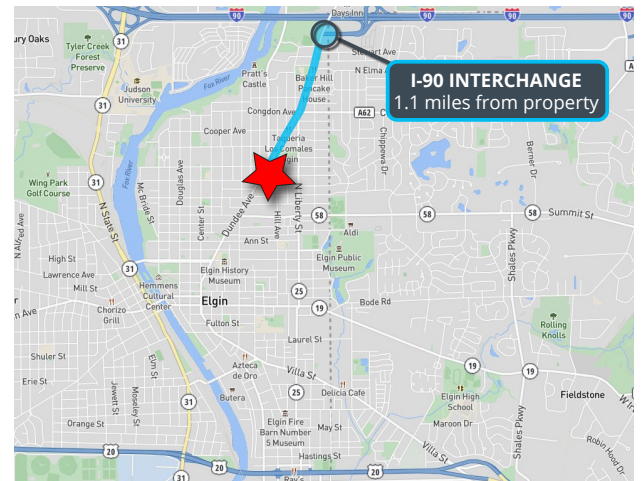 Days Inn
90
90
90
ury Oaks
Tyler Creek
Forest
Preserve
31
Stewart Ave
Fox River
Pratt's
Castle
N Elma
Judson
University
Baker Hill
Pancake
House
I-90 INTERCHANGE
1.1 miles from property
31
Congdon Ave
A62
Cooper Ave
Taqueria
Los Comales
Elgin
Chippewa Dr
Berner Dr
Fox River
Wing Park
Golf Course
31
McBride St
Douglas Ave
N Alfred Ave
N State St
Center St
Dundee Ave
Hill Ave
N Liberty St
58
58
58
Summit St
Aldi
Ann St
Shales Pkwy
High St
Elgin Public
Museum
Lawrence Ave
31
Elgin History
Museum
Mill St
Hemmens
Cultural
Center
25
n Ave
Chorizo
Grill
Elgin
19
Bode Rd
Fulton St
Rolling
Knolls
Laurel St
Shuler St
Elm St
Azteca
de Oro
Villa St
19
19
Erie St
Jewett St
Moseley St
31
Butera
25
Delicia Cafe
Elgin High
School
Fieldstone
Orange St
Elgin Fire
Barn Number
5 Museum
May St
Maroon Dr
Shales Pkwy
Villa St
Robin Hood Dr
20
20
20
Hastings St
Ray's